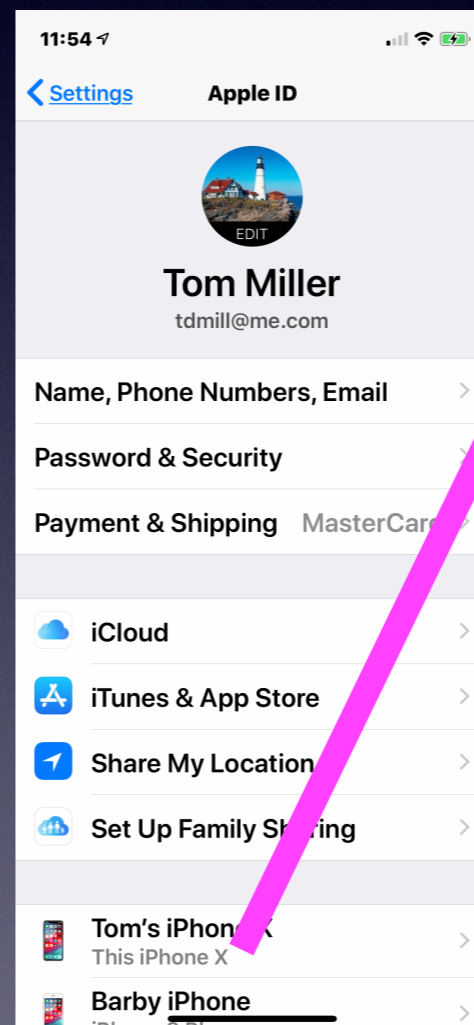 11:54
Settings Apple ID
EDIT
Tom Miller
tdmill@me.com
Name, Phone Numbers, Email
Password & Security
Payment & Shipping MasterCard
iCloud
iTunes & App Store
Share My Location
Set Up Family Sharing
Tom's iPhone X
This iPhone X
Barby iPhone